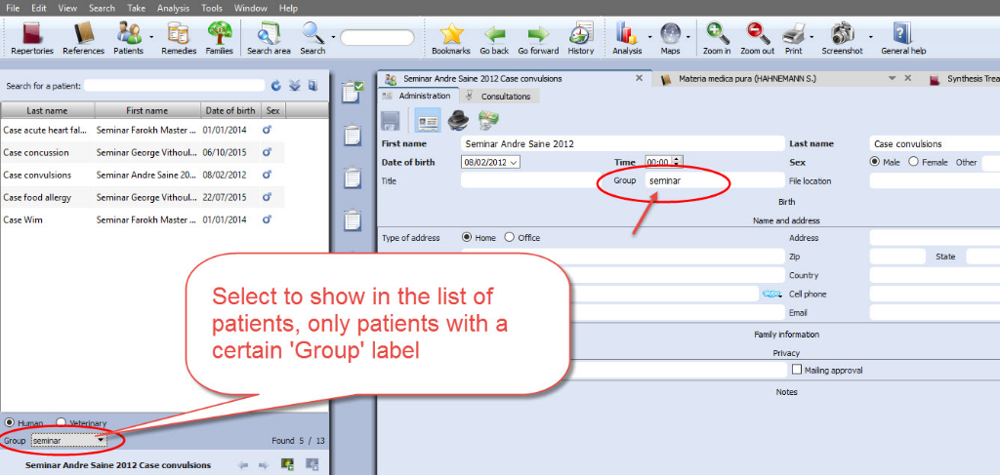 File Edit View Search Take Analysis Tools Window Help
Repertories References Patients Remedies Families Search area Search Bookmarks Go back Go forward History Analysis Maps Zoom in Zoom out Print Screenshot General help
Search for a patient:
Last name First name Date of birth Sex
Case acute heart fal... Seminar Farokh Master ... 01/01/2014
Case concussion Seminar George Vithoul... 06/10/2015
Case convulsions Seminar Andre Saine 20... 08/02/2012
Case food allergy Seminar George Vithoul... 22/07/2015
Case Wim Seminar Farokh Master ... 01/01/2014
Human Veterinary
Group seminar Found 5 / 13
Seminar Andre Saine 2012 Case convulsions
Seminar Andre Saine 2012 Case convulsions Materia medica pura (HAHNEMANN S.) Synthesis Trea
Administration Consultations
First name Seminar Andre Saine 2012 Last name Case convulsions
Date of birth 08/02/2012 Time 00:00 Sex Male Female Other
Title Group seminar File location
Birth
Name and address
Type of address Home Office Address
Zip State
Country
skype Cell phone
Email
Family information
Privacy
Mailing approval
Notes
Select to show in the list of
patients, only patients with a
certain 'Group' label